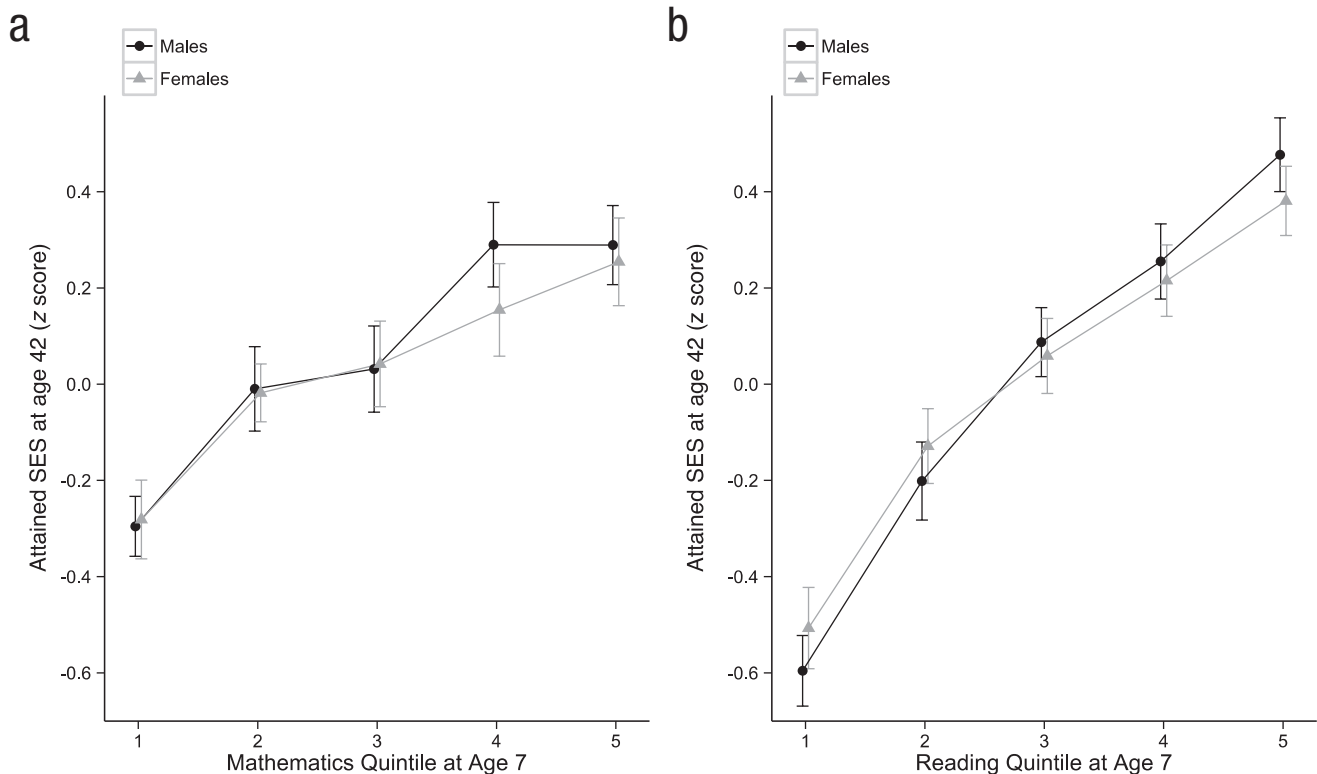 a
Males
Females
0.4
0.2
0.0
-0.2
-0.4
-0.6
Attained SES at age 42 (z score)
1 2 3 4 5
Mathematics Quintile at Age 7
b
Males
Females
0.4
0.2
0.0
-0.2
-0.4
-0.6
Attained SES at age 42 (z score)
1 2 3 4 5
Reading Quintile at Age 7